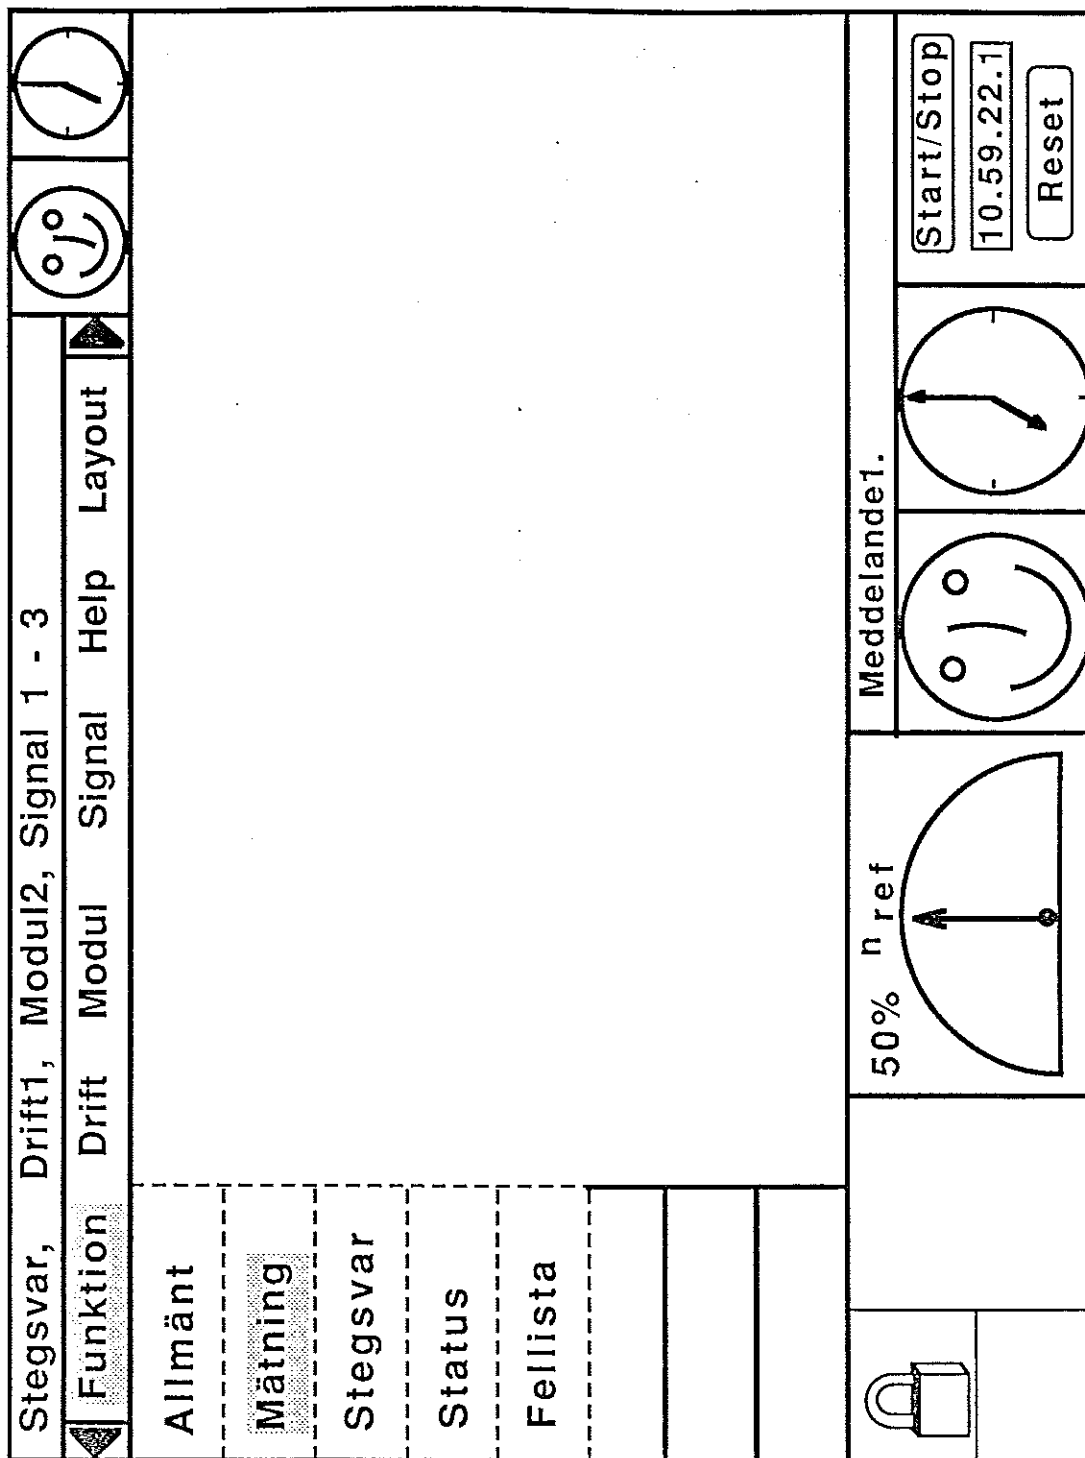 Stegsvar, Drift1, Modul2, Signal 1 - 3
Funktion Drift Modul Signal Help Layout
Allmänt
Mätning
Stegsvar
Status
Fellista
50% n ref
Meddelande1.
Start/Stop
10.59.22.1
Reset